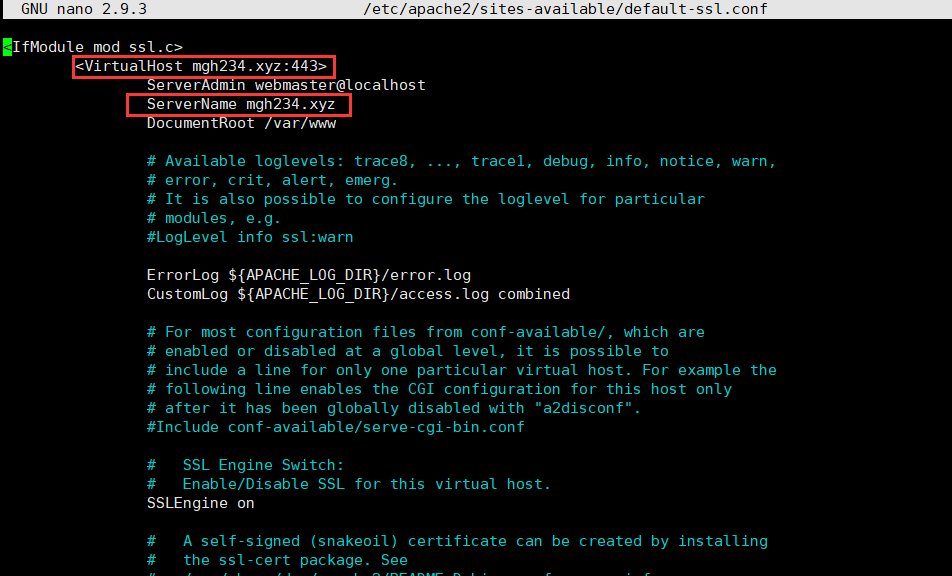 GNU nano 2.9.3 /etc/apache2/sites-available/default-ssl.conf
<IfModule mod ssl.c>
<VirtualHost mgh234.xyz:443>
ServerAdmin webmaster@localhost
ServerName mgh234.xyz
DocumentRoot /var/www
# Available loglevels: trace8, ..., trace1, debug, info, notice, warn,
# error, crit, alert, emerg.
# It is also possible to configure the loglevel for particular
# modules, e.g.
#LogLevel info ssl:warn
ErrorLog ${APACHE_LOG_DIR}/error.log
CustomLog ${APACHE_LOG_DIR}/access.log combined
# For most configuration files from conf-available/, which are
# enabled or disabled at a global level, it is possible to
# include a line for only one particular virtual host. For example the
# following line enables the CGI configuration for this host only
# after it has been globally disabled with "a2disconf".
#Include conf-available/serve-cgi-bin.conf
# SSL Engine Switch:
# Enable/Disable SSL for this virtual host.
SSLEngine on
# A self-signed (snakeoil) certificate can be created by installing
# the ssl-cert package. See